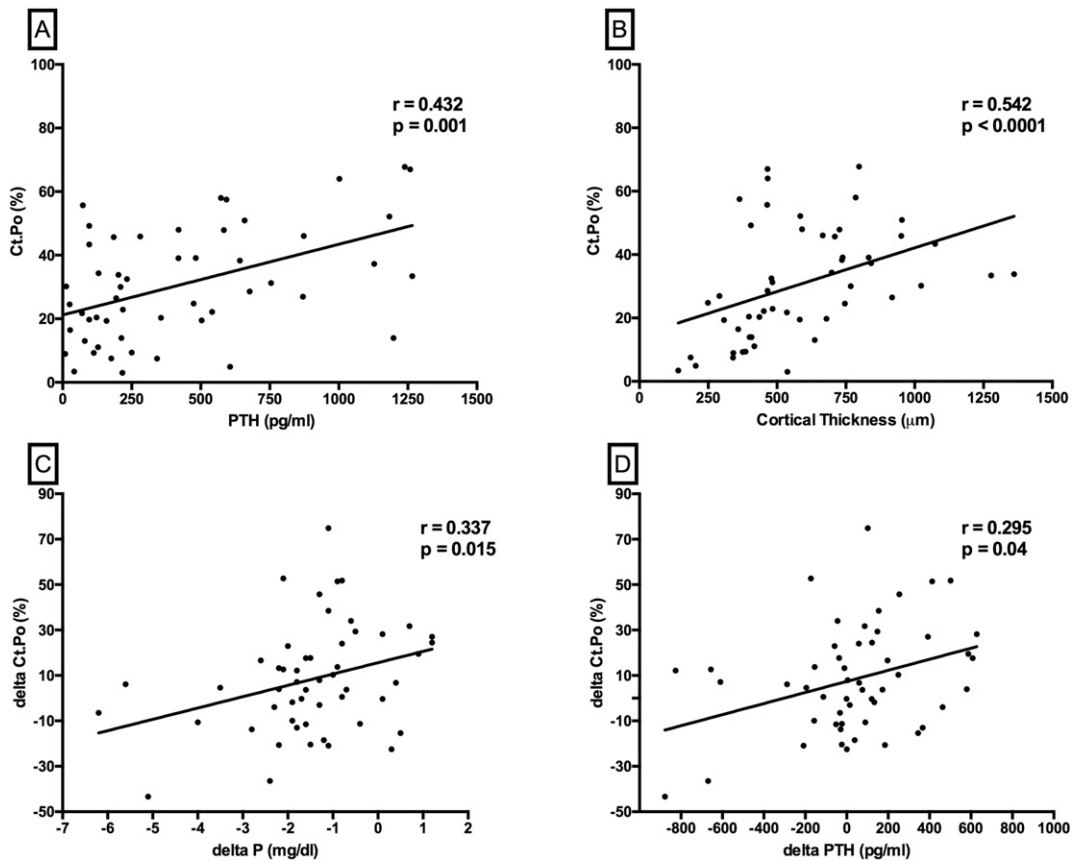 A
r = 0.432
p = 0.001
Ct.Po (%)
100
80
60
40
20
0
0 250 500 750 1000 1250 1500
PTH (pg/ml)
B
r = 0.542
p < 0.0001
Ct.Po (%)
100
80
60
40
20
0
0 250 500 750 1000 1250 1500
Cortical Thickness (μm)
C
r = 0.337
p = 0.015
delta Ct.Po (%)
90
70
50
30
10
-10
-30
-50
-7 -6 -5 -4 -3 -2 -1 0 1 2
delta P (mg/dl)
D
r = 0.295
p = 0.04
delta Ct.Po (%)
90
70
50
30
10
-10
-30
-50
-800 -600 -400 -200 0 200 400 600 800 1000
delta PTH (pg/ml)